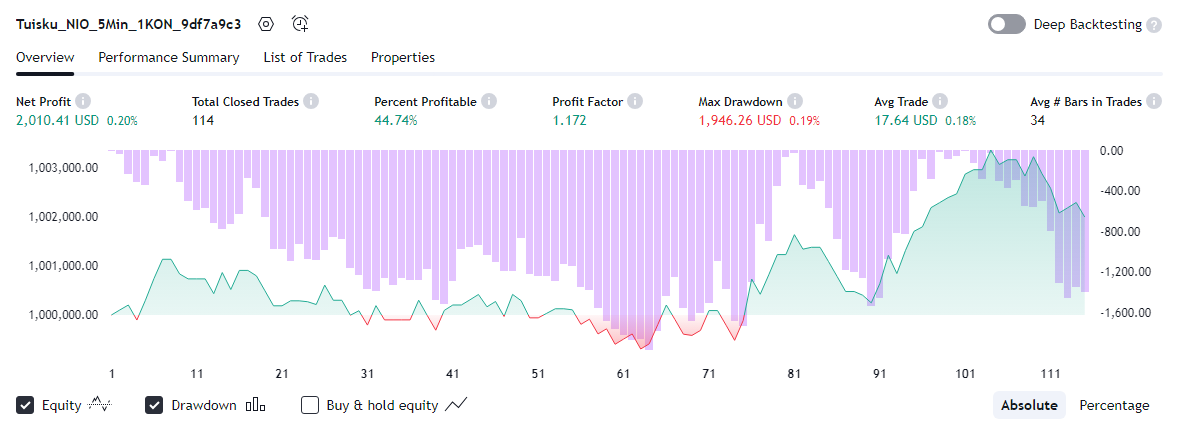 Tuisku_NIO_5Min_1KON_9df7a9c3
Deep Backtesting ?
Overview Performance Summary List of Trades Properties
Net Profit i Total Closed Trades i Percent Profitable i Profit Factor i Max Drawdown i Avg Trade i Avg # Bars in Trades i
2,010.41 USD 0.20% 114 44.74% 1.172 1,946.26 USD 0.19% 17.64 USD 0.18% 34
1,003,000.00
1,002,000.00
1,001,000.00
1,000,000.00
0.00
-400.00
-800.00
-1,200.00
-1,600.00
1 11 21 31 41 51 61 71 81 91 101 111
Equity Drawdown Buy & hold equity Absolute Percentage